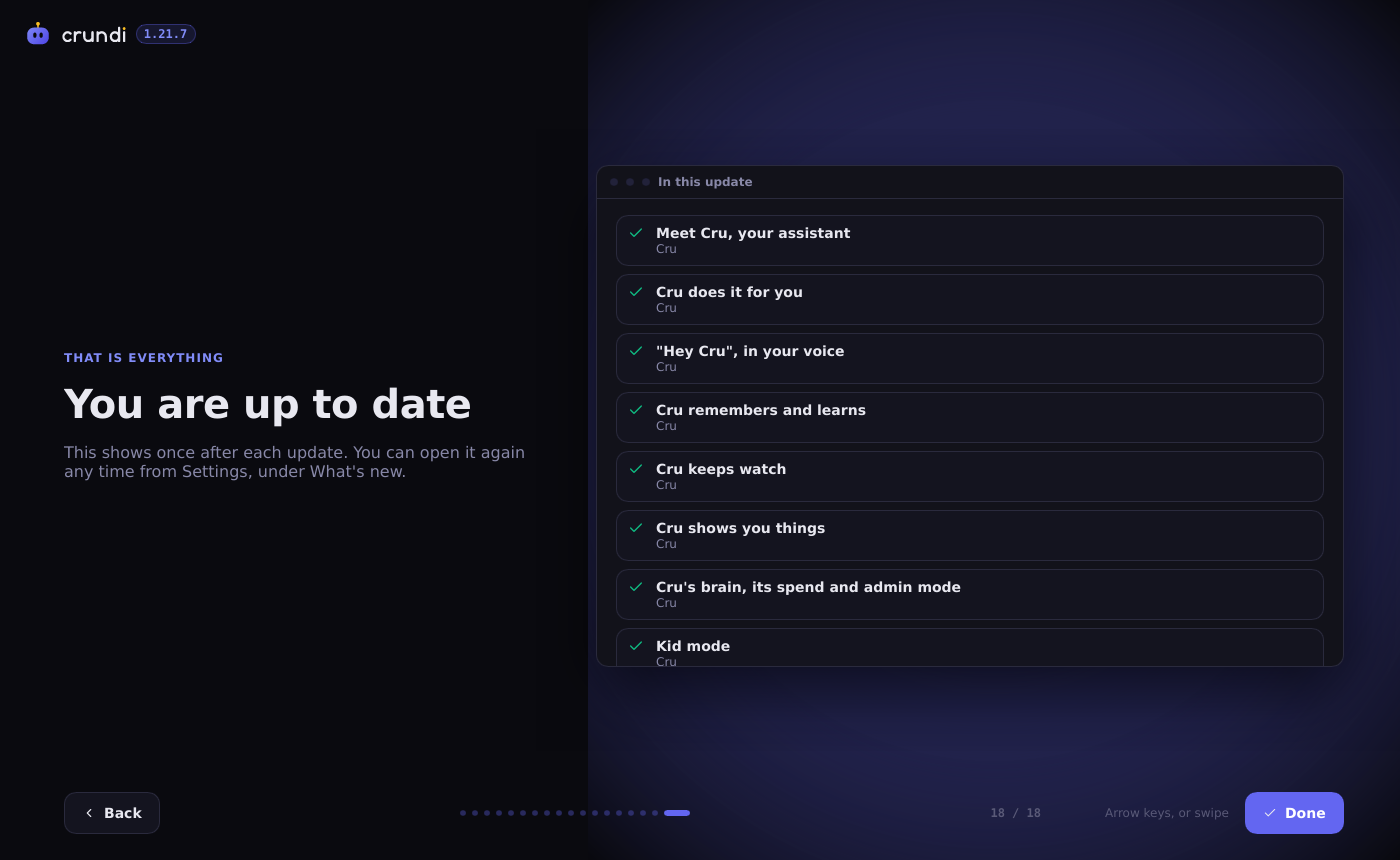 crundi 1.21.7
THAT IS EVERYTHING
You are up to date
This shows once after each update. You can open it again
any time from Settings, under What's new.
In this update
Meet Cru, your assistant
Cru
Cru does it for you
Cru
"Hey Cru", in your voice
Cru
Cru remembers and learns
Cru
Cru keeps watch
Cru
Cru shows you things
Cru
Cru's brain, its spend and admin mode
Cru
Kid mode
Cru
Back
18 / 18
Arrow keys, or swipe
Done